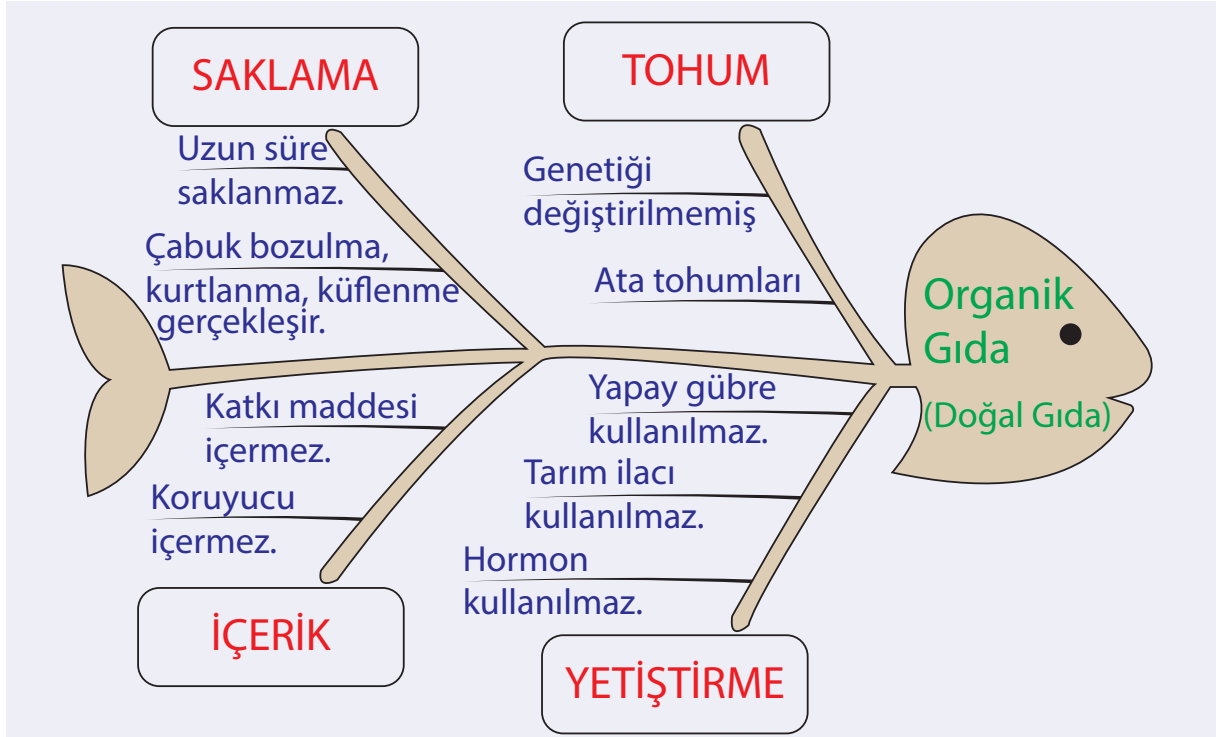 SAKLAMA
Uzun süre
saklanmaz.
Çabuk bozulma,
kurtlanma, küflenme
gerçekleşir.
TOHUM
Genetiği
değiştirilmemiş
Ata tohumları
Organik
Gıda
(Doğal Gıda)
Katkı maddesi
içermez.
Koruyucu
içermez.
İÇERİK
Yapay gübre
kullanılmaz.
Tarım ilacı
kullanılmaz.
Hormon
kullanılmaz.
YETİŞTİRME